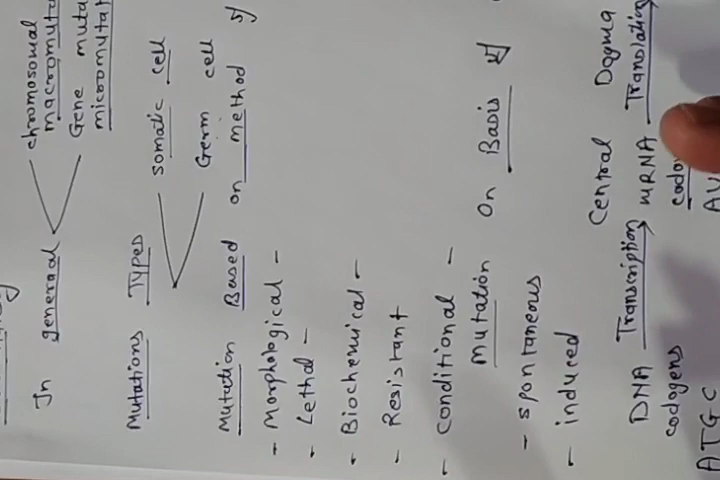 In general
chromosomal
macromuta
Gene muta
micromutat
Mutations Types
somatic cell
Germ cell
Mutation Based on method of
- Morphological -
- Lethal -
- Biochemical -
- Resistant
- conditional -
mutation On Basis of
- spontaneous
- induced
Central Dogma
DNA Transcription mRNA Translation
codogens codo
ATGC AU